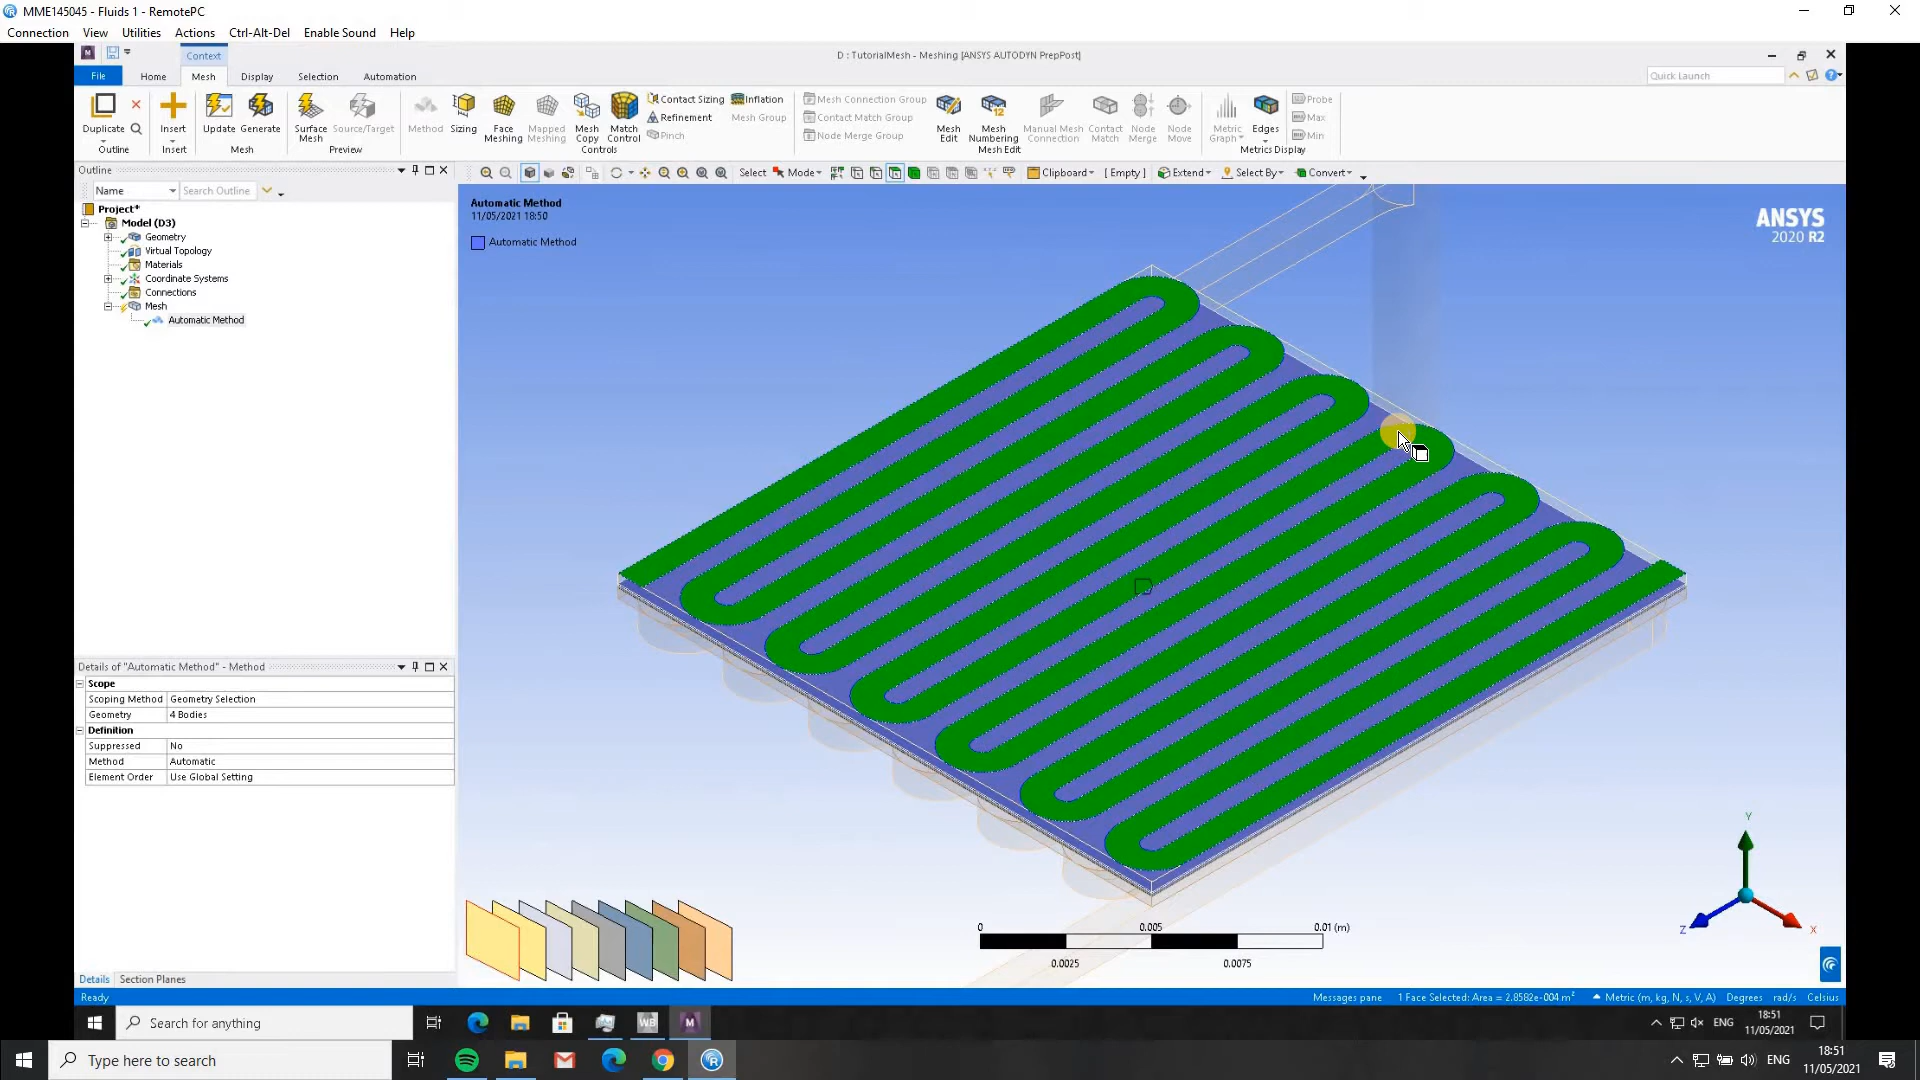 MME145045 - Fluids 1 - RemotePC
Connection View Utilities Actions Ctrl-Alt-Del Enable Sound Help
Context
D : TutorialMesh - Meshing [ANSYS AUTODYN PrepPost]
File Home Mesh Display Selection Automation
Quick Launch
Duplicate
Outline
Insert
Insert
Update
Generate
Mesh
Surface Mesh
Source/Target
Preview
Method
Sizing
Face Meshing
Mapped Meshing
Mesh Copy
Match Control
Contact Sizing
Refinement
Pinch
Inflation
Mesh Group
Controls
Mesh Connection Group
Contact Match Group
Node Merge Group
Mesh Edit
Mesh Numbering
Manual Mesh Connection
Contact Match
Node Merge
Node Move
Mesh Edit
Metric Graph
Edges
Probe
Max
Min
Metrics Display
Outline
Select Mode Clipboard [ Empty ] Extend Select By Convert
Name Search Outline
Project*
Model (D3)
Geometry
Virtual Topology
Materials
Coordinate Systems
Connections
Mesh
Automatic Method
Automatic Method
11/05/2021 18:50
Automatic Method
ANSYS
2020 R2
Details of "Automatic Method" - Method
Scope
Scoping Method Geometry Selection
Geometry 4 Bodies
Definition
Suppressed No
Method Automatic
Element Order Use Global Setting
Y
Z
X
0 0.005 0.01 (m)
0.0025 0.0075
Details Section Planes
Ready
Messages pane 1 Face Selected: Area = 2.8582e-004 m² Metric (m, kg, N, s, V, A) Degrees rad/s Celsius
Search for anything
WB
M
ENG
18:51
11/05/2021
Type here to search
ENG
18:51
11/05/2021